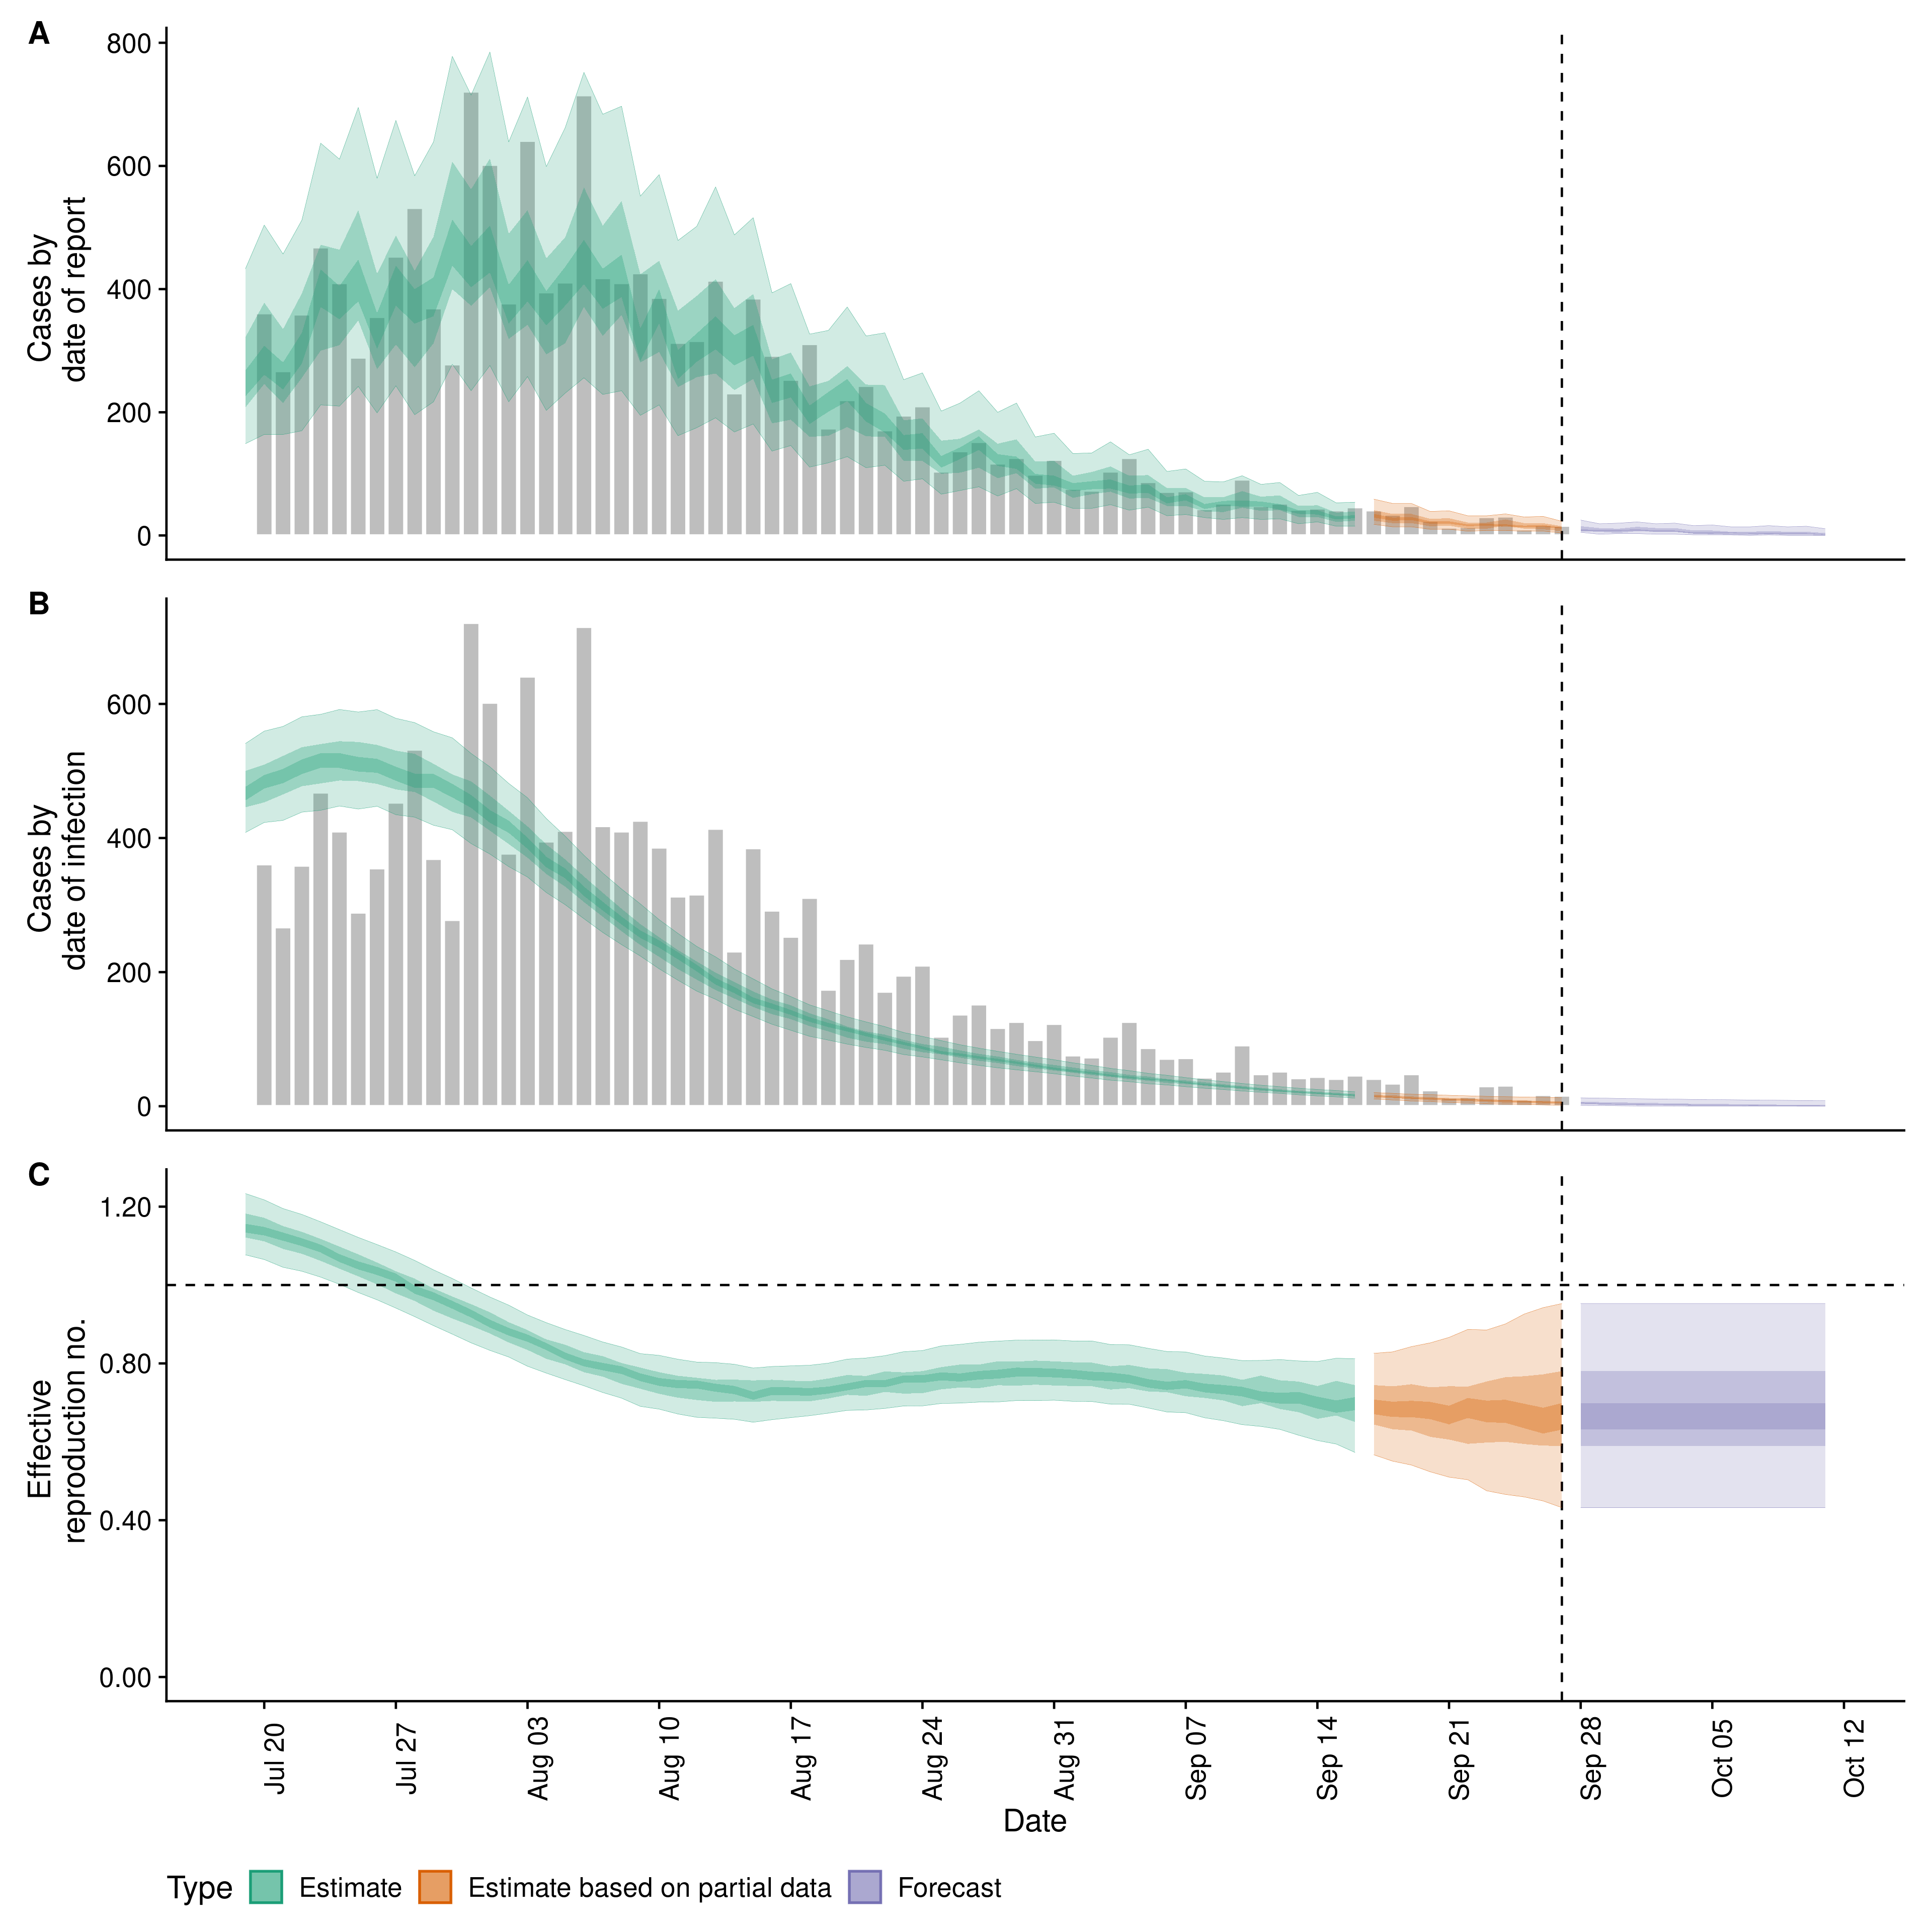 A
800
600
400
200
0
Cases by
date of report
B
600
400
200
0
Cases by
date of infection
C
1.20
0.80
0.40
0.00
Effective
reproduction no.
Jul 20
Jul 27
Aug 03
Aug 10
Aug 17
Aug 24
Aug 31
Sep 07
Sep 14
Sep 21
Sep 28
Oct 05
Oct 12
Date
Type Estimate Estimate based on partial data Forecast